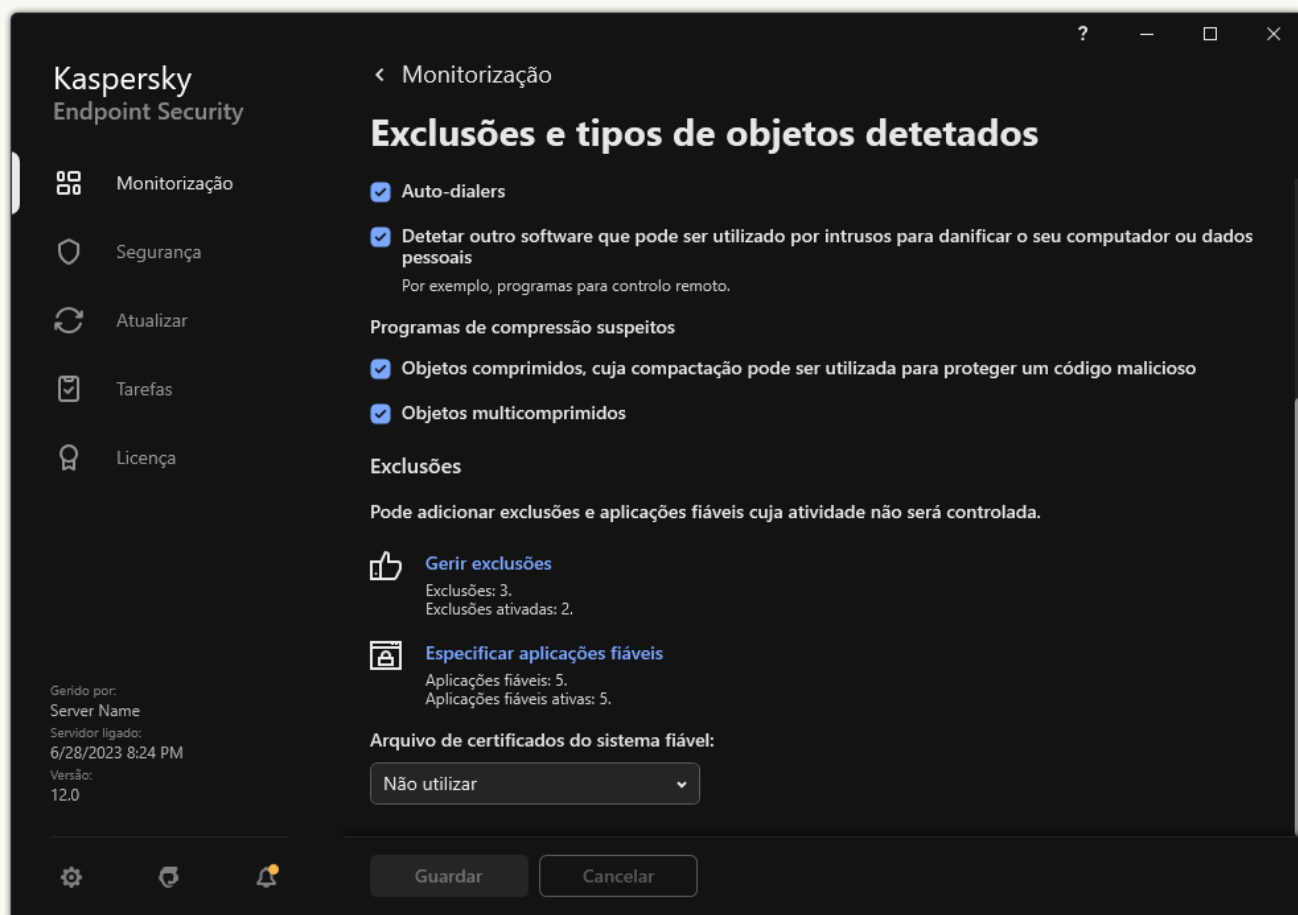 ?
Kaspersky
Endpoint Security
Monitorização
Segurança
Atualizar
Tarefas
Licença
Gerido por:
Server Name
Servidor ligado:
6/28/2023 8:24 PM
Versão:
12.0
Monitorização
Exclusões e tipos de objetos detetados
Auto-dialers
Detetar outro software que pode ser utilizado por intrusos para danificar o seu computador ou dados
pessoais
Por exemplo, programas para controlo remoto.
Programas de compressão suspeitos
Objetos comprimidos, cuja compactação pode ser utilizada para proteger um código malicioso
Objetos multicomprimidos
Exclusões
Pode adicionar exclusões e aplicações fiáveis cuja atividade não será controlada.
Gerir exclusões
Exclusões: 3.
Exclusões ativadas: 2.
Especificar aplicações fiáveis
Aplicações fiáveis: 5.
Aplicações fiáveis ativas: 5.
Arquivo de certificados do sistema fiável:
Não utilizar
Guardar
Cancelar